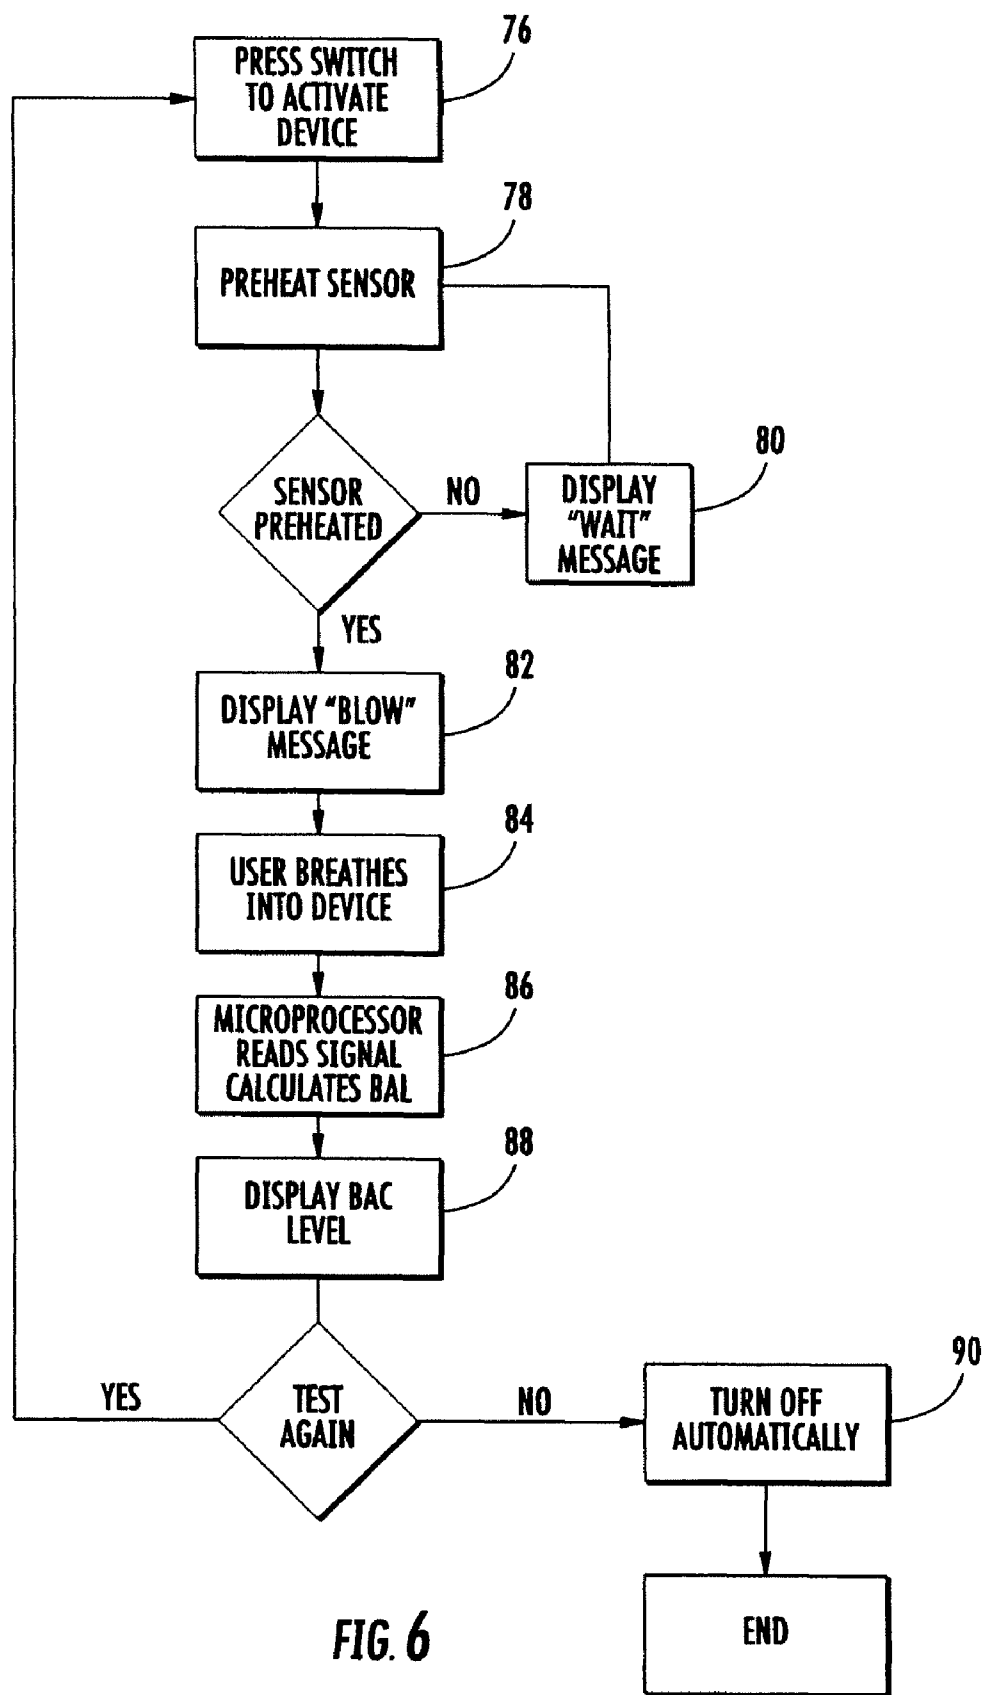 76
PRESS SWITCH
TO ACTIVATE
DEVICE
78
PREHEAT SENSOR
80
SENSOR
PREHEATED
NO
DISPLAY
“WAIT”
MESSAGE
YES
82
DISPLAY “BLOW”
MESSAGE
84
USER BREATHES
INTO DEVICE
86
MICROPROCESSOR
READS SIGNAL
CALCULATES BAL
88
DISPLAY BAC
LEVEL
90
YES
TEST
AGAIN
NO
TURN OFF
AUTOMATICALLY
END
FIG. 6